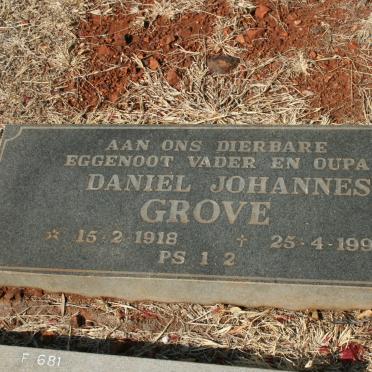 AAN ONS DIERBARE
EGGENOOT VADER EN OUPA
DANIEL JOHANNES
GROVE
☆ 15·2·1918 ✝ 25·4·199
PS 1 2
F 681